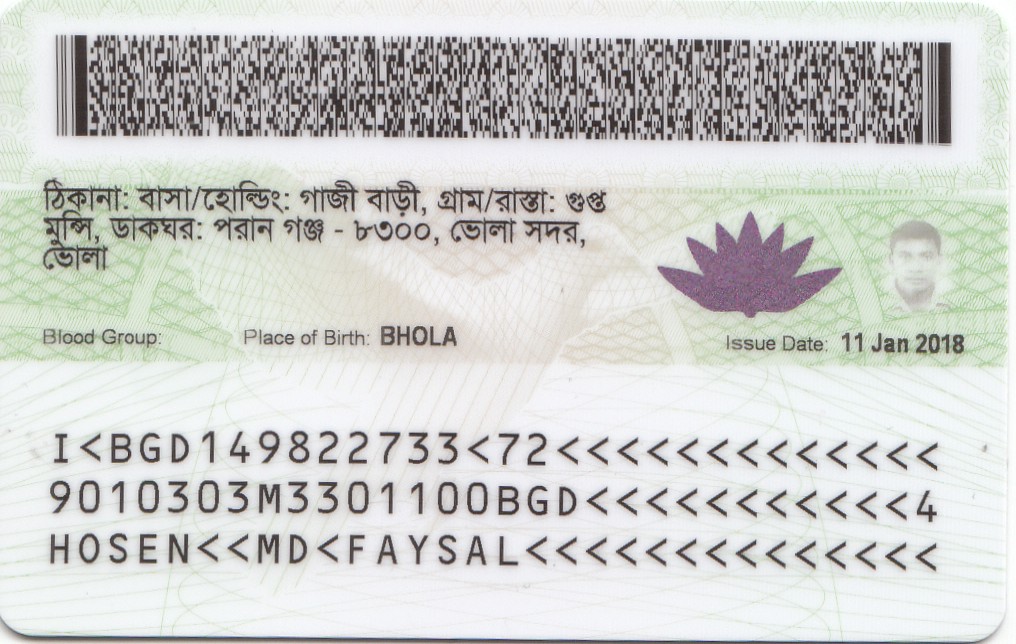 ঠিকানা: বাসা/হোল্ডিং: গাজী বাড়ী, গ্রাম/রাস্তা: গুপ্ত
মুন্সি, ডাকঘর: পরান গঞ্জ - ৮৩০০, ভোলা সদর,
ভোলা
Blood Group: Place of Birth: BHOLA Issue Date: 11 Jan 2018
I<BGD149822733<72<<<<<<<<<<<<<
9010303M3301100BGD<<<<<<<<<<<4
HOSEN<<MD<FAYSAL<<<<<<<<<<<<<<